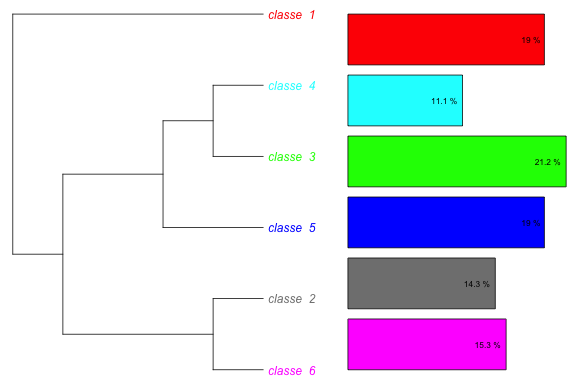 classe 1
19 %
classe 4
11.1 %
classe 3
21.2 %
classe 5
19 %
classe 2
14.3 %
classe 6
15.3 %